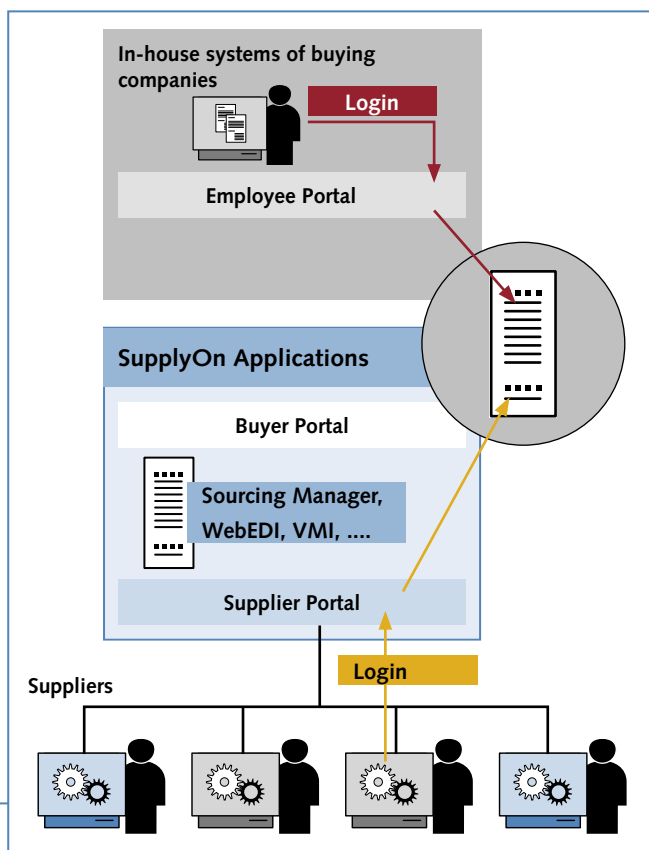 In-house systems of buying
companies
Login
Employee Portal
SupplyOn Applications
Buyer Portal
Sourcing Manager,
WebEDI, VMI, ....
Supplier Portal
Login
Suppliers